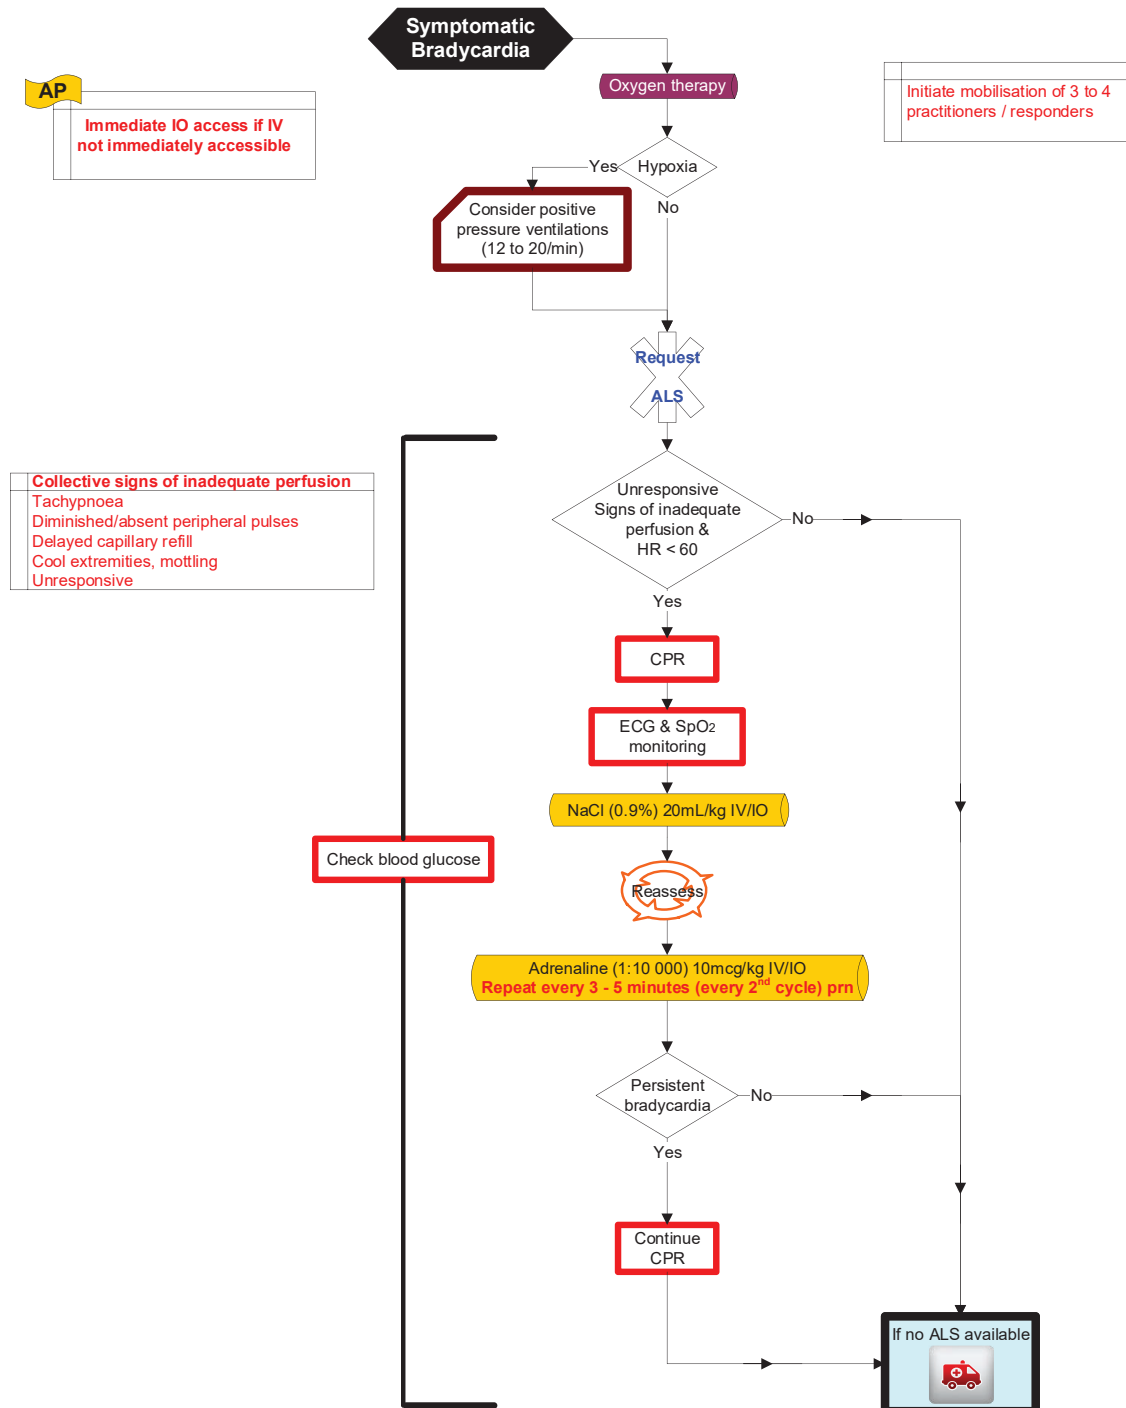 Symptomatic
Bradycardia
AP
Immediate IO access if IV
not immediately accessible
Oxygen therapy
Initiate mobilisation of 3 to 4
practitioners / responders
Hypoxia
Yes
No
Consider positive
pressure ventilations
(12 to 20/min)
Request
ALS
Collective signs of inadequate perfusion
Tachypnoea
Diminished/absent peripheral pulses
Delayed capillary refill
Cool extremities, mottling
Unresponsive
Unresponsive
Signs of inadequate
perfusion &
HR < 60
No
Yes
CPR
ECG & SpO2
monitoring
NaCl (0.9%) 20mL/kg IV/IO
Check blood glucose
Reassess
Adrenaline (1:10 000) 10mcg/kg IV/IO
Repeat every 3 - 5 minutes (every 2nd cycle) prn
Persistent
bradycardia
No
Yes
Continue
CPR
If no ALS available